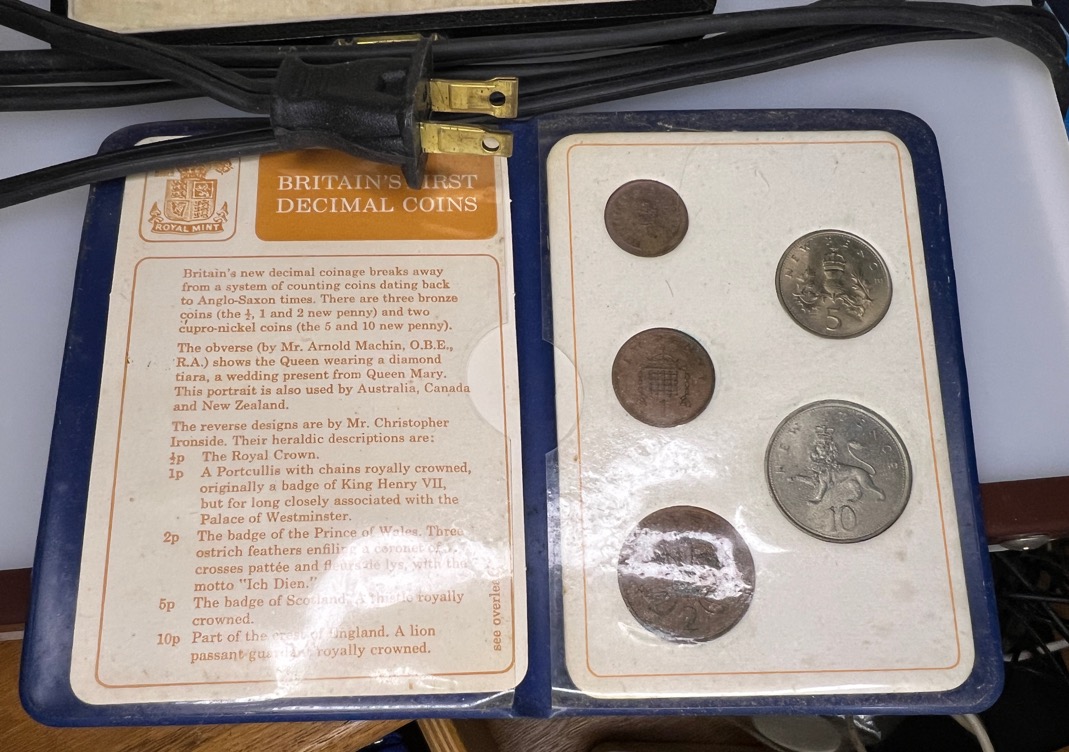 ROYAL MINT
BRITAIN'S IRST
DECIMAL COINS
Britain's new decimal coinage breaks away
from a system of counting coins dating back
to Anglo-Saxon times. There are three bronze
coins (the ½, 1 and 2 new penny) and two
cupro-nickel coins (the 5 and 10 new penny).
The obverse (by Mr. Arnold Machin, O.B.E.,
R.A.) shows the Queen wearing a diamond
tiara, a wedding present from Queen Mary.
This portrait is also used by Australia, Canada
and New Zealand.
The reverse designs are by Mr. Christopher
Ironside. Their heraldic descriptions are:
½p The Royal Crown.
1p A Portcullis with chains royally crowned,
originally a badge of King Henry VII,
but for long closely associated with the
Palace of Westminster.
2p The badge of the Prince of Wales. Three
ostrich feathers enfiling a coronet of
crosses pattée and fleurs de lys, with the
motto "Ich Dien."
5p The badge of Scotland, A thistle royally
crowned.
10p Part of the crest of England. A lion
passant guardant royally crowned.
see overleaf
NEW PENCE
5
NEW PENCE
10
2